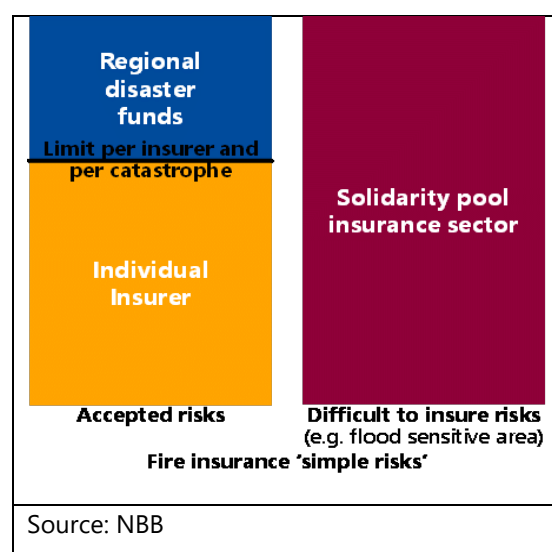 Regional
disaster
funds
Limit per insurer and
per catastrophe
Individual
Insurer
Solidarity pool
insurance sector
Accepted risks
Difficult to insure risks
(e.g. flood sensitive area)
Fire insurance ‘simple risks’
Source: NBB